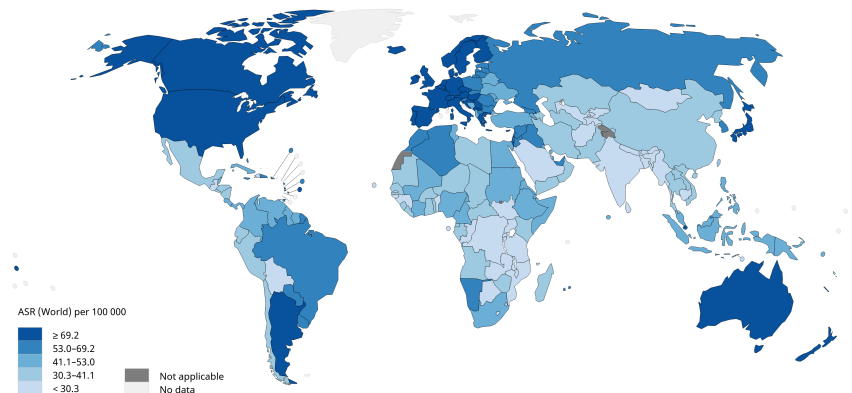 ASR (World) per 100 000
≥ 69.2
53.0–69.2
41.1–53.0
30.3–41.1
< 30.3
Not applicable
No data